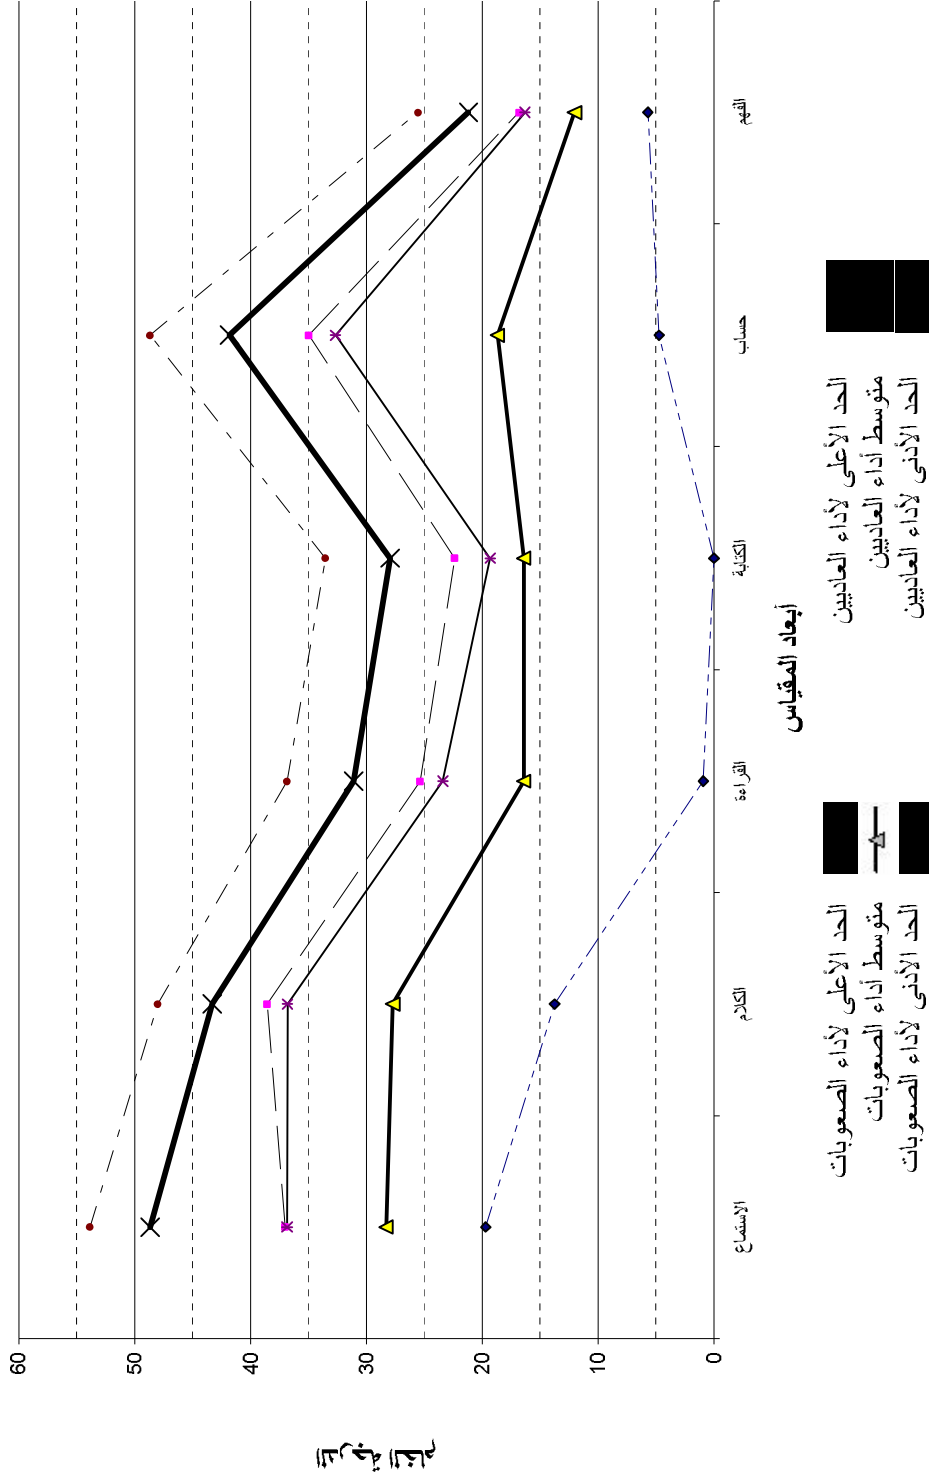 60
50
40
30
20
10
0
الاستماع
الكلام
القراءة
الكتابة
حساب
الفهم
أبعاد المقياس
الحد الأعلى لأداء الصعوبات
متوسط أداء الصعوبات
الحد الأدنى لأداء الصعوبات
الحد الأعلى لأداء العاديين
متوسط أداء العاديين
الحد الأدنى لأداء العاديين